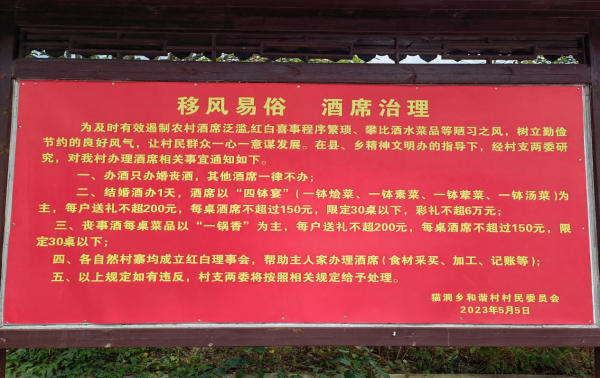 移风易俗 酒席治理
为及时有效遏制农村酒席泛滥,红白喜事程序繁琐、攀比酒水菜品等陋习之风，树立勤俭
节约的良好风气，让村民群众一心一意谋发展。在县、乡精神文明办的指导下，经村支两委研
究，对我村办理酒席相关事宜通知如下。
一、办酒只办婚丧酒，其他酒席一律不办；
二、结婚酒办1天，酒席以“四钵宴”（一钵烩菜、一钵素菜、一钵荤菜、一钵汤菜)为
主，每户送礼不超200元，每桌酒席不超过150元，限定30桌以下，彩礼不超6万元；
三、丧事酒每桌菜品以“一锅香”为主，每户送礼不超200元，每桌酒席不超过150元，限
定30桌以下；
四、各自然村寨均成立红白理事会，帮助主人家办理酒席（食材采买、加工、记账等）；
五、以上规定如有违反，村支两委将按照相关规定给予处理。
猫洞乡和谐村村民委员会
2023年5月5日